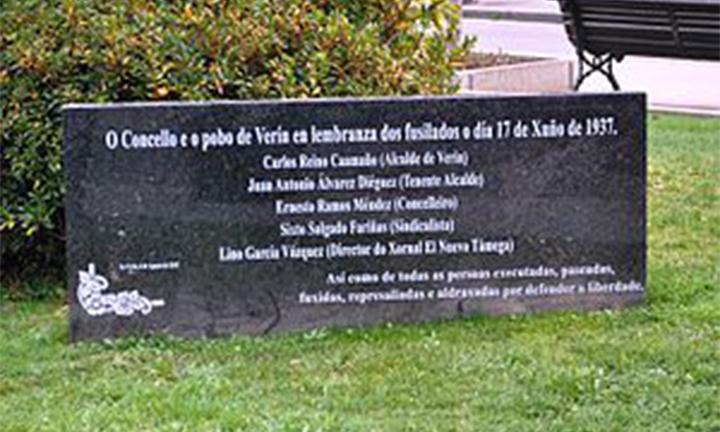 O Concello e o pobo de Verín en lembranza dos fusilados o día 17 de Xuño de 1937.
Carlos Reino Caamaño (Alcalde de Verín)
Juan Antonio Álvarez Diéguez (Tenente Alcalde)
Ernesto Ramos Méndez (Concelleiro)
Sixto Salgado Fariñas (Sindicalista)
Lino García Vázquez (Director do Xornal El Nuevo Támega)
Así como de todas as persoas executadas, paseadas,
fuxidas, represaliadas e aldraxadas por defender a liberdade.